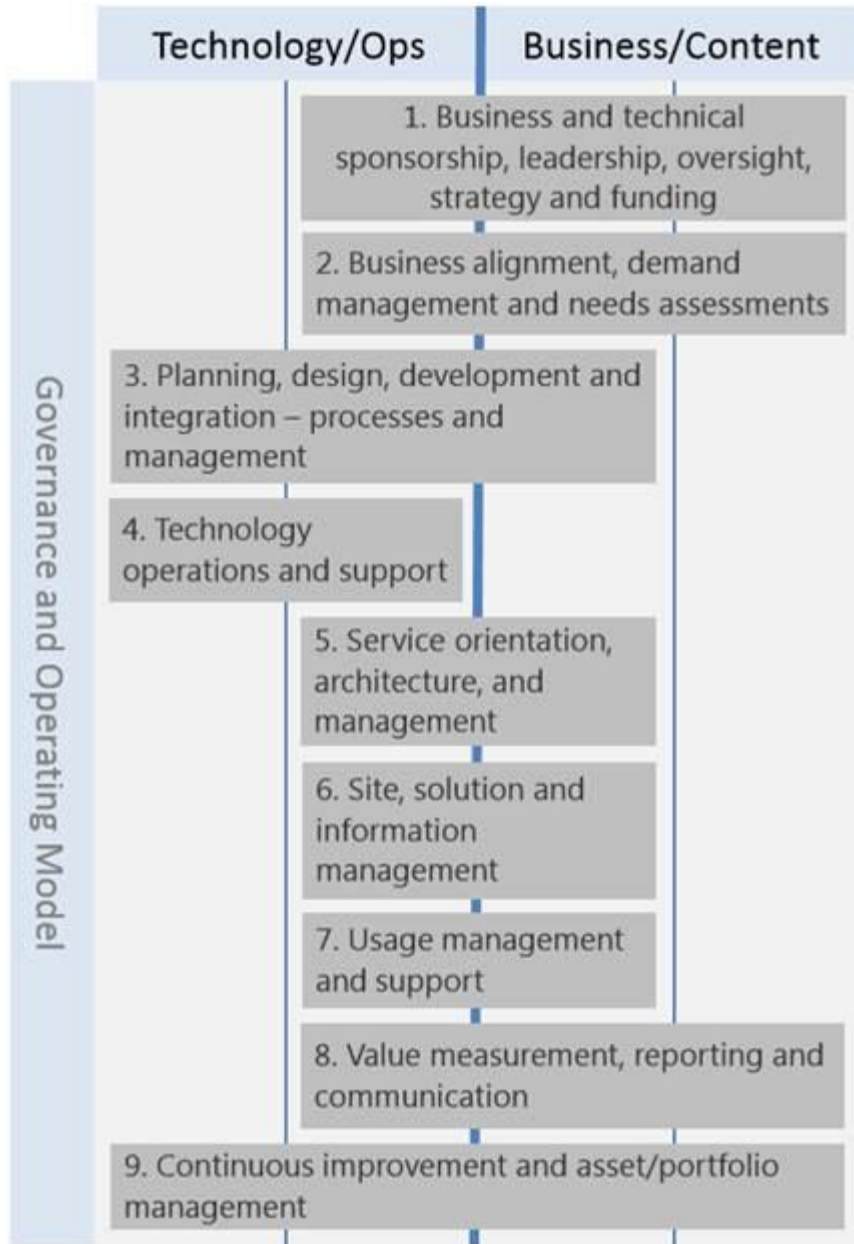 Technology/Ops
Business/Content
Governance and Operating Model
1. Business and technical
sponsorship, leadership, oversight,
strategy and funding
2. Business alignment, demand
management and needs assessments
3. Planning, design, development and
integration – processes and
management
4. Technology
operations and support
5. Service orientation,
architecture, and
management
6. Site, solution and
information
management
7. Usage management
and support
8. Value measurement, reporting and
communication
9. Continuous improvement and asset/portfolio
management